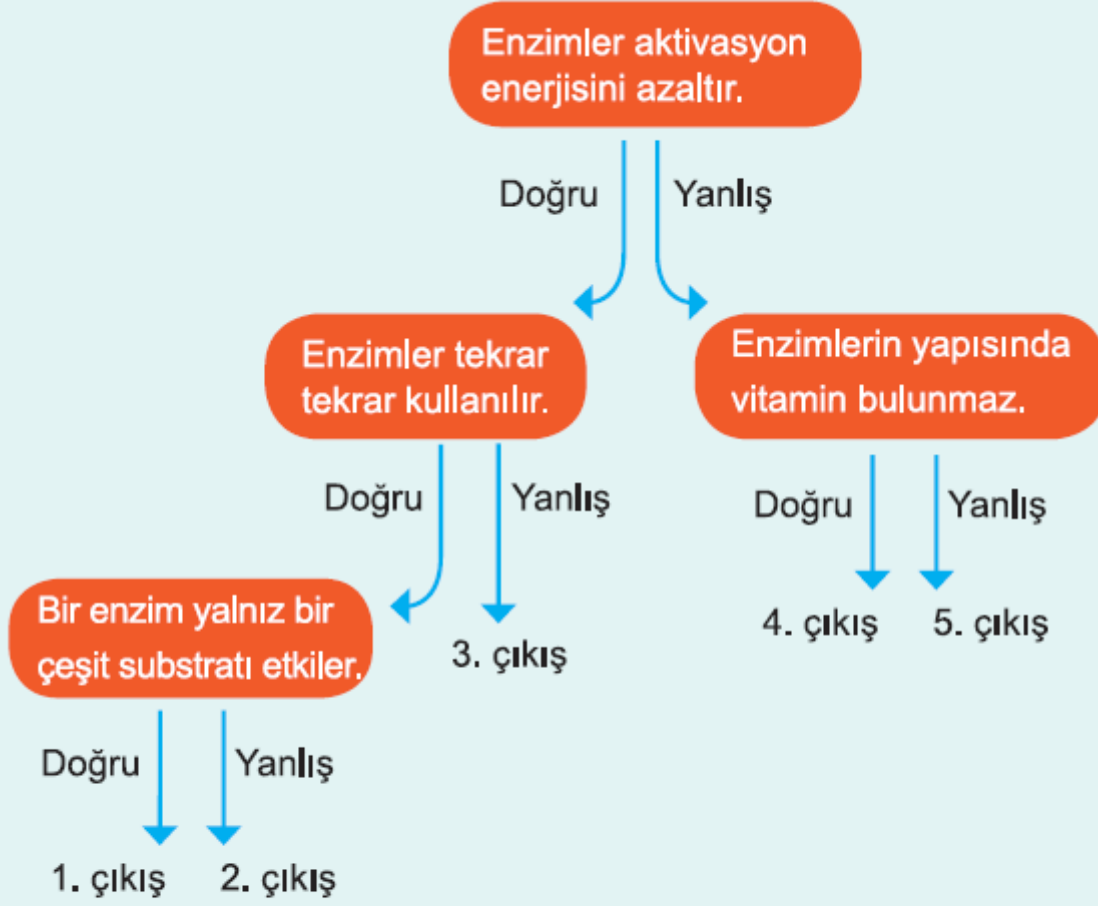 Enzimler aktivasyon
enerjisini azaltır.
Doğru
Yanlış
Enzimler tekrar
tekrar kullanılır.
Enzimlerin yapısında
vitamin bulunmaz.
Doğru
Yanlış
Doğru
Yanlış
Bir enzim yalnız bir
çeşit substratı etkiler.
3. çıkış
4. çıkış
5. çıkış
Doğru
Yanlış
1. çıkış
2. çıkış